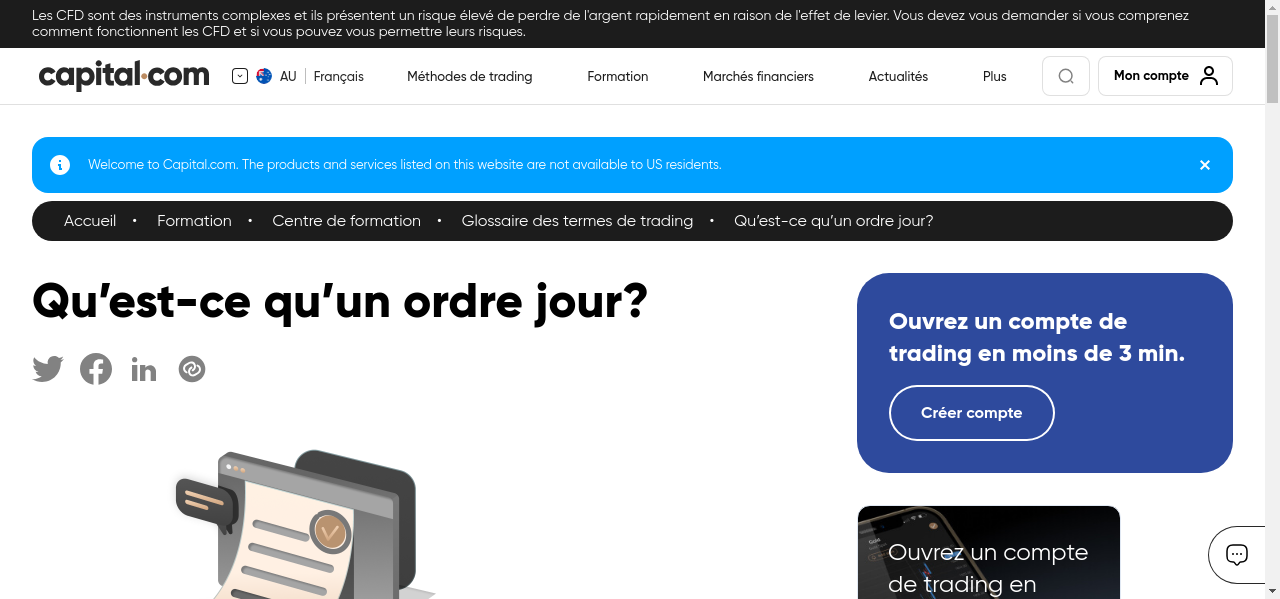 Les CFD sont des instruments complexes et ils présentent un risque élevé de perdre de l'argent rapidement en raison de l'effet de levier. Vous devez vous demander si vous comprenez
comment fonctionnent les CFD et si vous pouvez vous permettre leurs risques.
capital.com
AU Français
Méthodes de trading
Formation
Marchés financiers
Actualités
Plus
Mon compte
Welcome to Capital.com. The products and services listed on this website are not available to US residents.
Accueil • Formation • Centre de formation • Glossaire des termes de trading • Qu’est-ce qu’un ordre jour?
Qu’est-ce qu’un ordre jour?
Ouvrez un compte de
trading en moins de 3 min.
Créer compte
Ouvrez un compte
de trading en